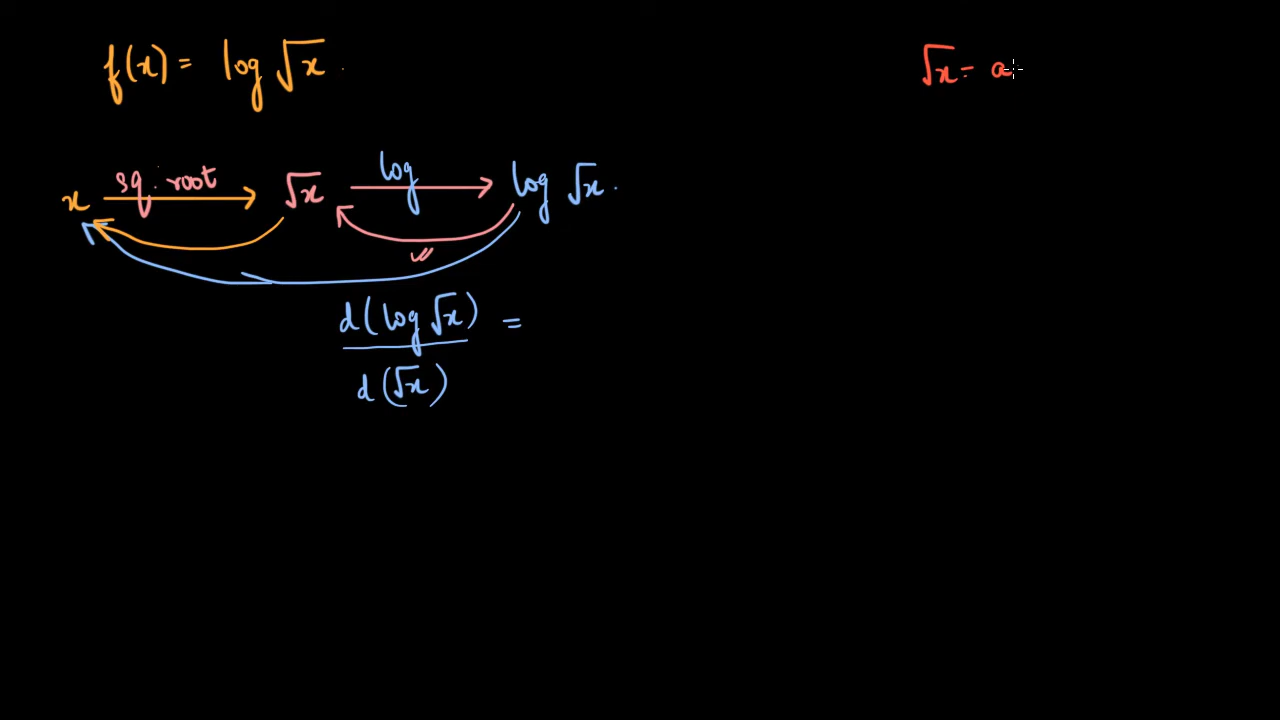 f(x) = log √x .
√x = a
x sq. root √x log log √x .
d(log √x) =
d(√x)